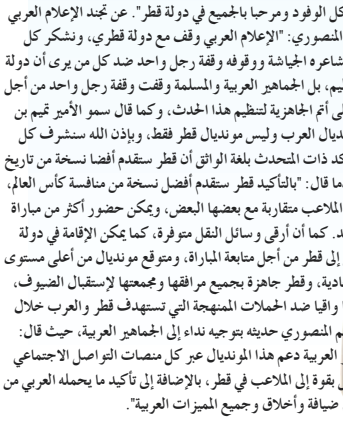 كل الوفود ومرحبا بالجميع في دولة قطر". عن تجند الإعلام العربي
المنصوري: "الإعلام العربي وقف مع دولة قطري، ونشكر كل
شاعره الجياشة ووقوفه وقفة رجل واحد ضد كل من يرى أن دولة
يم، بل الجماهير العربية والمسلمة وقفت وقفة رجل واحد من أجل
لى أتم الجاهزية لتنظيم هذا الحدث، وكما قال سمو الأمير تميم بن
ديال العرب وليس مونديال قطر فقط، وبإذن الله سنشرف كل
كد ذات المتحدث بلغة الواثق أن قطر ستقدم أفضا نسخة من تاريخ
ما قال: "بالتأكيد قطر ستقدم أفضل نسخة من منافسة كأس العالم،
الملاعب متقاربة مع بعضها البعض، ويمكن حضور أكثر من مباراة
د. كما أن أرقى وسائل النقل متوفرة، كما يمكن الإقامة في دولة
إلى قطر من أجل متابعة المباراة، ومتوقع مونديال من أعلى مستوى
ادية، وقطر جاهزة بجميع مرافقها ومجمعتها لإستقبال الضيوف،
ا واقيا ضد الحملات الممنهجة التي تستهدف قطر والعرب خلال
م المنصوري حديثه بتوجيه نداء إلى الجماهير العربية، حيث قال:
العربية دعم هذا المونديال عبر كل منصات التواصل الاجتماعي
بقوة إلى الملاعب في قطر، بالإضافة إلى تأكيد ما يحمله العربي من
ضيافة وأخلاق وجميع المميزات العربية".